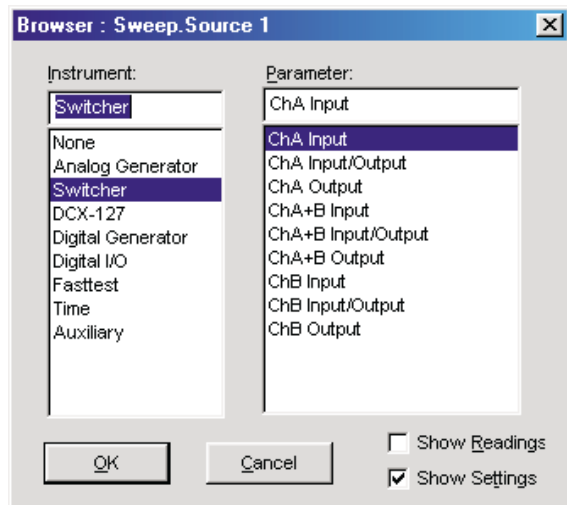 Browser : Sweep.Source 1
Instrument:
Switcher
None
Analog Generator
Switcher
DCX-127
Digital Generator
Digital I/O
Fasttest
Time
Auxiliary
Parameter:
ChA Input
ChA Input
ChA Input/Output
ChA Output
ChA+B Input
ChA+B Input/Output
ChA+B Output
ChB Input
ChB Input/Output
ChB Output
OK
Cancel
Show Readings
Show Settings